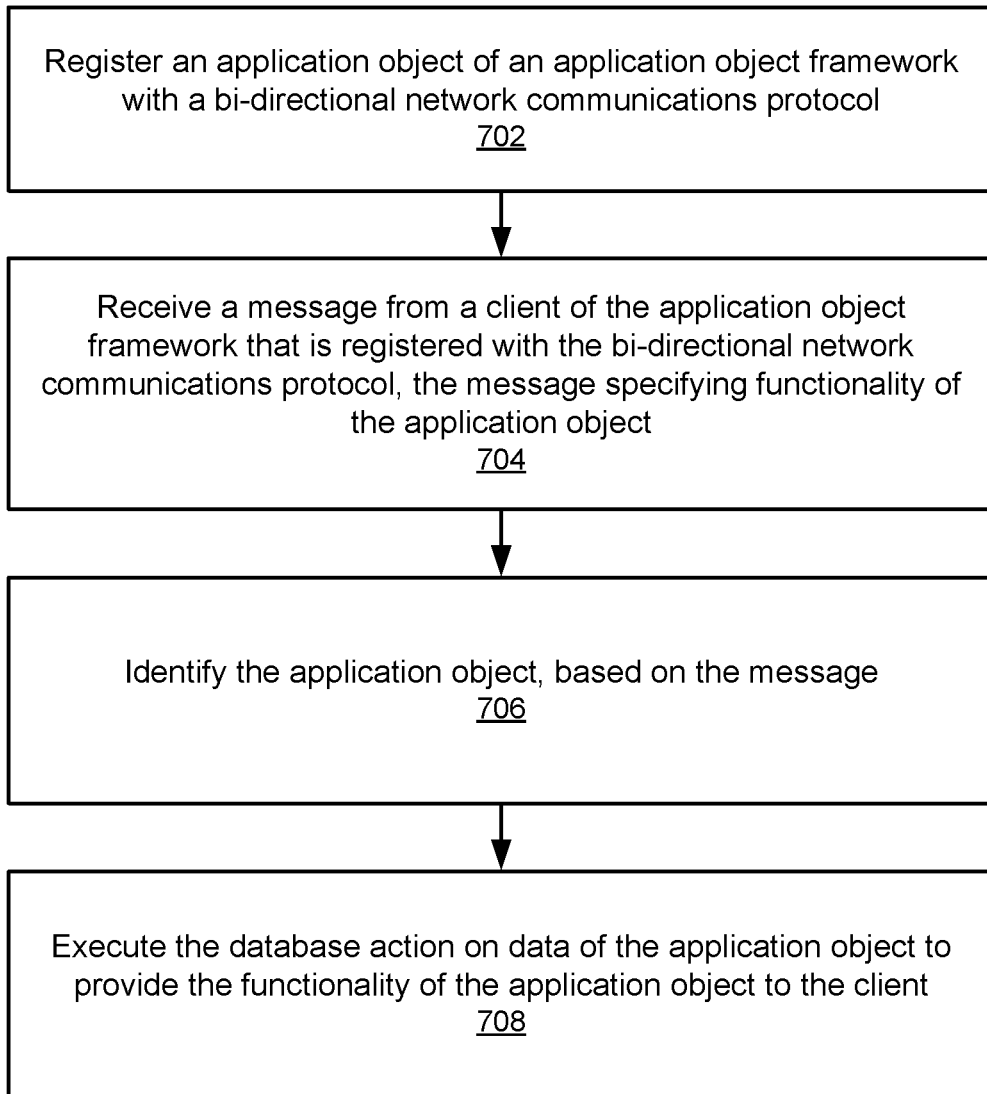 Register an application object of an application object framework
with a bi-directional network communications protocol
702
Receive a message from a client of the application object
framework that is registered with the bi-directional network
communications protocol, the message specifying functionality of
the application object
704
Identify the application object, based on the message
706
Execute the database action on data of the application object to
provide the functionality of the application object to the client
708